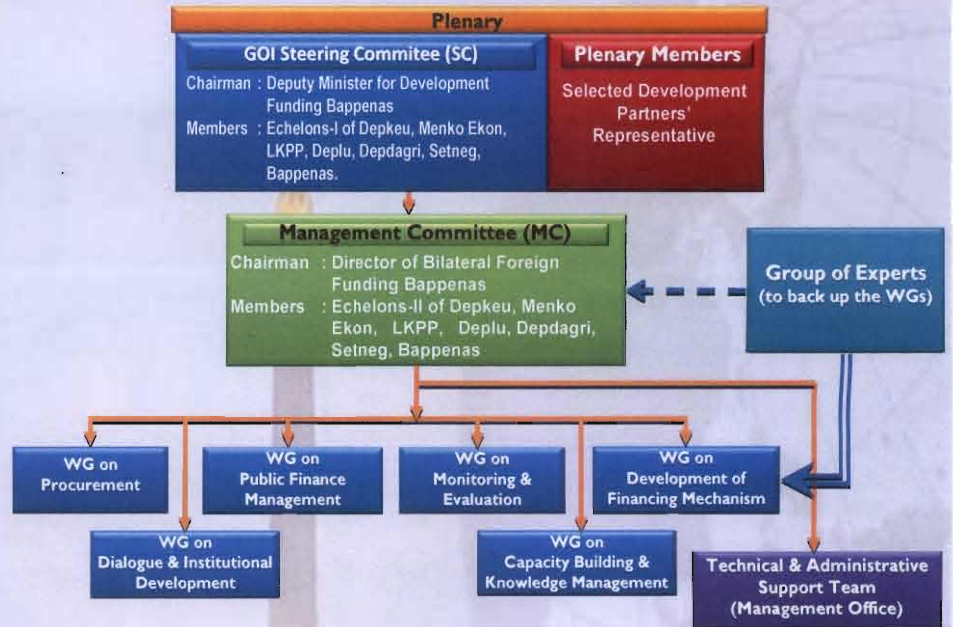 Plenary
GOI Steering Commitee (SC)
Chairman : Deputy Minister for Development
Funding Bappenas
Members : Echelons-I of Depkeu, Menko Ekon,
LKPP, Deplu, Depdagri, Setneg,
Bappenas.
Plenary Members
Selected Development
Partners'
Representative
Management Committee (MC)
Chairman : Director of Bilateral Foreign
Funding Bappenas
Members : Echelons-II of Depkeu, Menko
Ekon, LKPP, Deplu, Depdagri,
Setneg, Bappenas
Group of Experts
(to back up the WGs)
WG on
Procurement
WG on
Public Finance
Management
WG on
Monitoring &
Evaluation
WG on
Development of
Financing Mechanism
WG on
Dialogue & Institutional
Development
WG on
Capacity Building &
Knowledge Management
Technical & Administrative
Support Team
(Management Office)